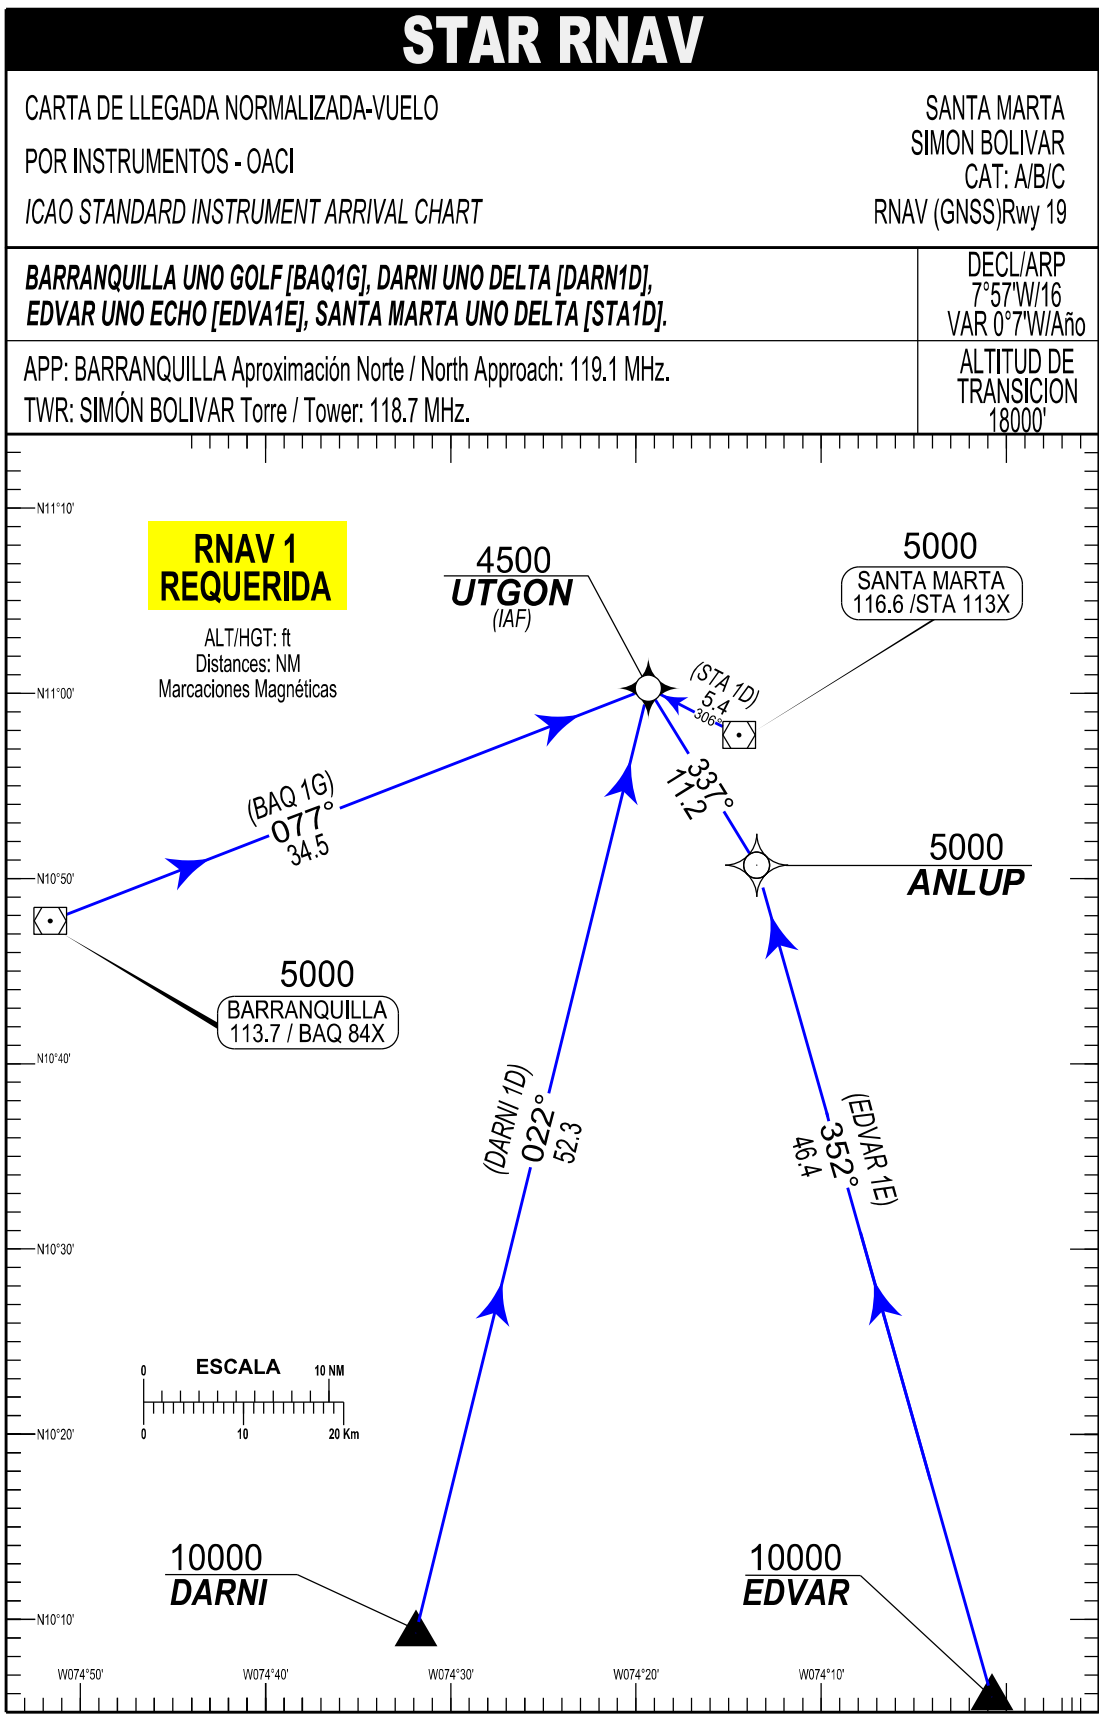 STAR RNAV
CARTA DE LLEGADA NORMALIZADA-VUELO
POR INSTRUMENTOS - OACI
ICAO STANDARD INSTRUMENT ARRIVAL CHART
SANTA MARTA
SIMON BOLIVAR
CAT: A/B/C
RNAV (GNSS)Rwy 19
BARRANQUILLA UNO GOLF [BAQ1G], DARNI UNO DELTA [DARN1D],
EDVAR UNO ECHO [EDVA1E], SANTA MARTA UNO DELTA [STA1D].
DECL/ARP
7°57'W/16
VAR 0°7'W/Año
APP: BARRANQUILLA Aproximación Norte / North Approach: 119.1 MHz.
TWR: SIMÓN BOLIVAR Torre / Tower: 118.7 MHz.
ALTITUD DE
TRANSICION
18000'
N11°10'
RNAV 1
REQUERIDA
ALT/HGT: ft
Distances: NM
Marcaciones Magnéticas
4500
UTGON
(IAF)
5000
SANTA MARTA
116.6 /STA 113X
N11°00'
(STA 1D)
5.4
306°
(BAQ 1G)
077°
34.5
337°
11.2
5000
ANLUP
N10°50'
5000
BARRANQUILLA
113.7 / BAQ 84X
N10°40'
(DARNI 1D)
022°
52.3
(EDVAR 1E)
352°
46.4
N10°30'
0 ESCALA 10 NM
0 10 20 Km
N10°20'
10000
DARNI
10000
EDVAR
N10°10'
W074°50' W074°40' W074°30' W074°20' W074°10'